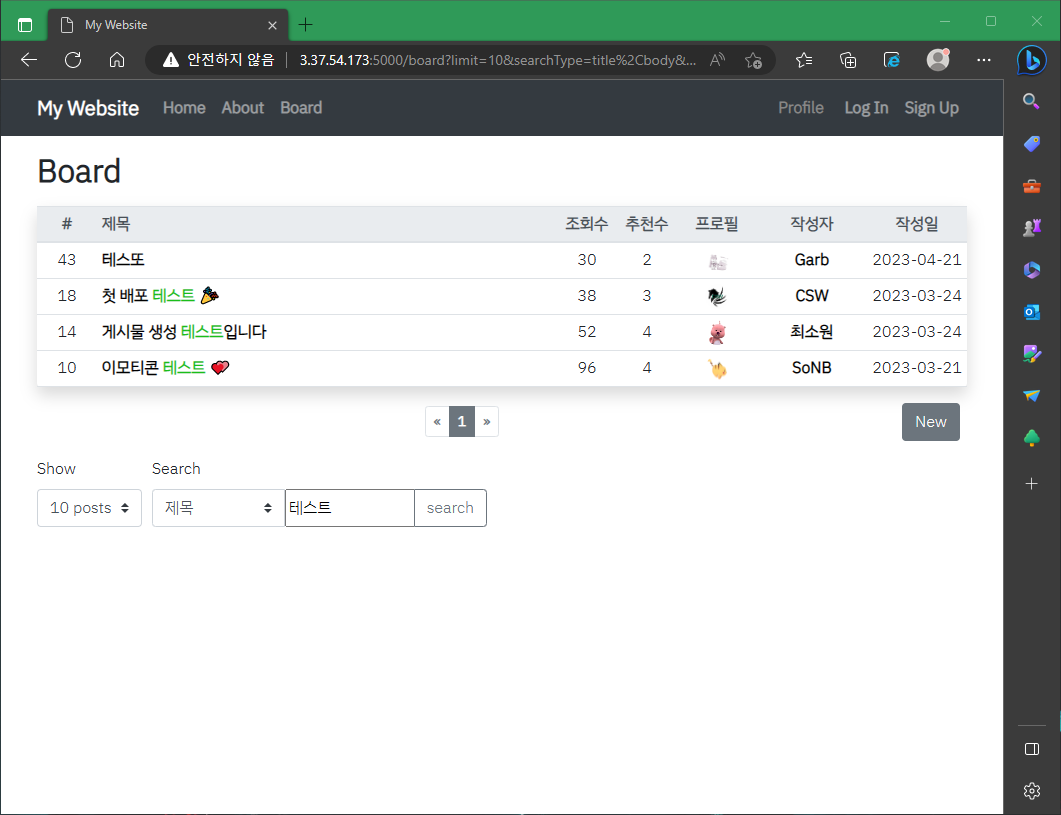 My Website
안전하지 않음 3.37.54.173:5000/board?limit=10&searchType=title%2Cbody&...
My Website Home About Board Profile Log In Sign Up
Board
# 제목 조회수 추천수 프로필 작성자 작성일
43 테스또 30 2 Garb 2023-04-21
18 첫 배포 테스트 🎉 38 3 CSW 2023-03-24
14 게시물 생성 테스트입니다 52 4 최소원 2023-03-24
10 이모티콘 테스트 💕 96 4 SoNB 2023-03-21
« 1 » New
Show Search
10 posts 제목 테스트 search